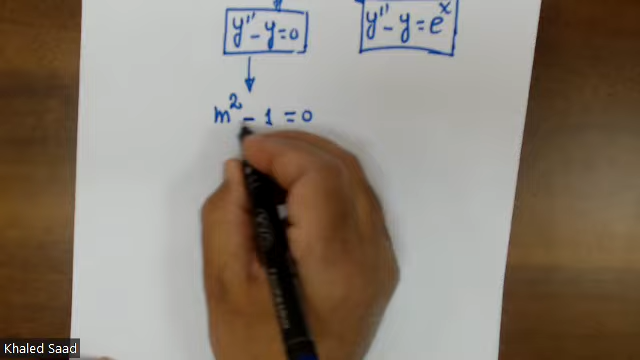 y'' - y = 0
y'' - y = e^x
m² - 1 = 0
Khaled Saad